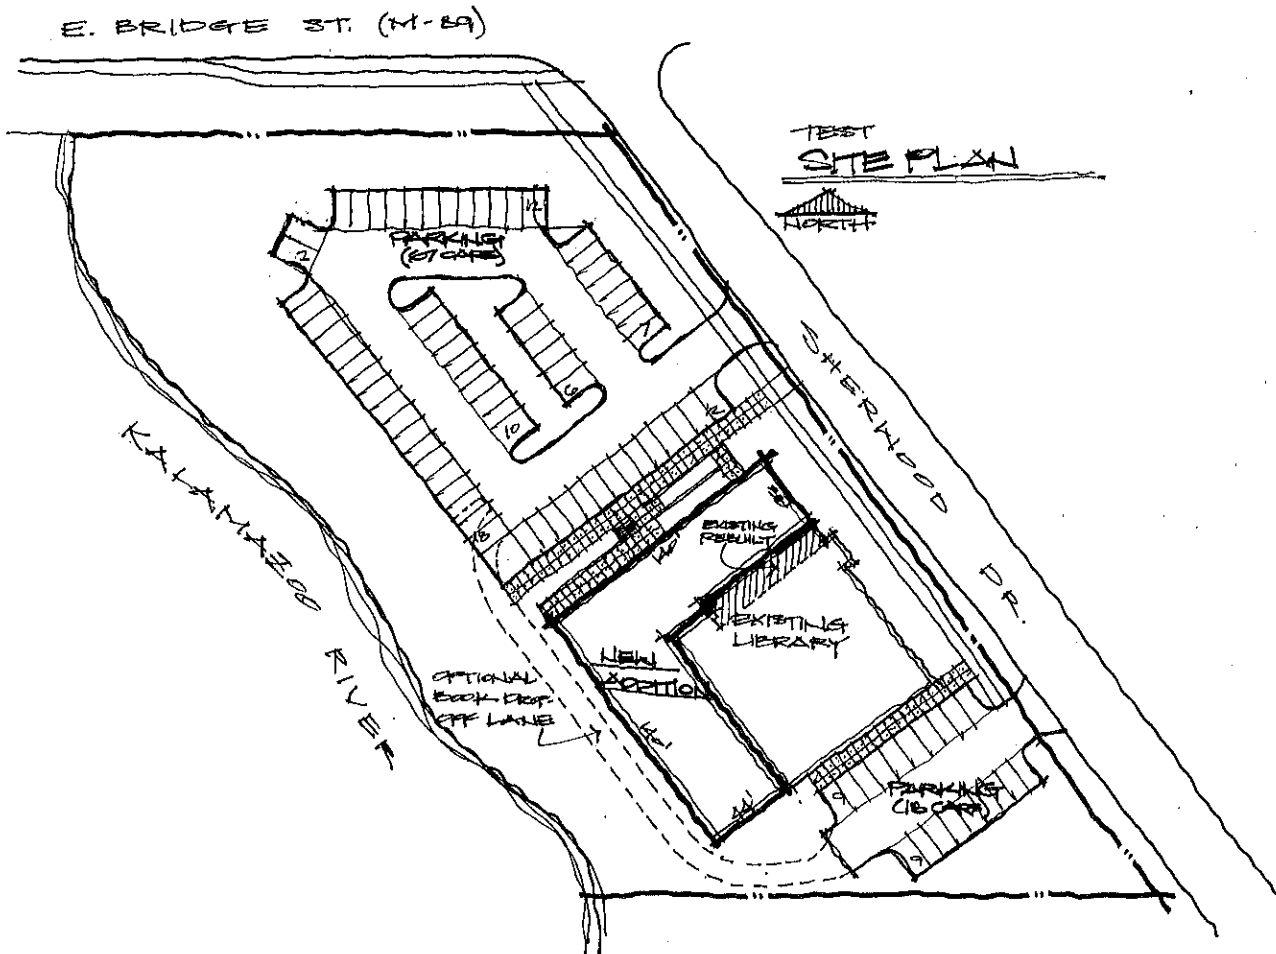 E. BRIDGE ST. (M-89)
TEST
SITE PLAN
NORTH
12
2
PARKING
(67 CARS)
7
SHERWOOD DR.
6
10
12
KALAMAZOO RIVER
18
EXISTING
REBUILT
EXISTING
LIBRARY
NEW
ADDITION
OPTIONAL
BOOK DROP-
OFF LANE
44'
9
PARKING
(18 CARS)
9